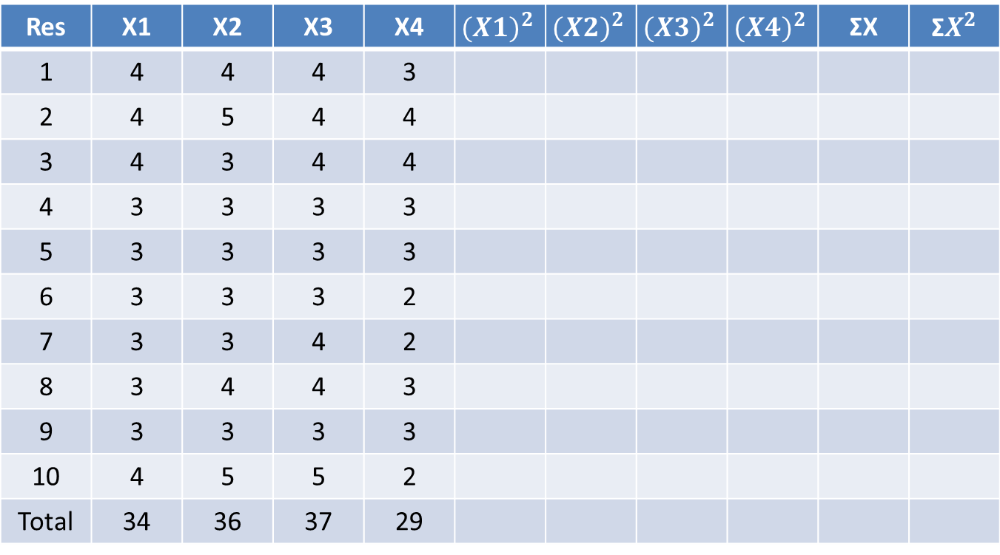 Res X1 X2 X3 X4 (X1)² (X2)² (X3)² (X4)² ΣX ΣX²
1 4 4 4 3
2 4 5 4 4
3 4 3 4 4
4 3 3 3 3
5 3 3 3 3
6 3 3 3 2
7 3 3 4 2
8 3 4 4 3
9 3 3 3 3
10 4 5 5 2
Total 34 36 37 29